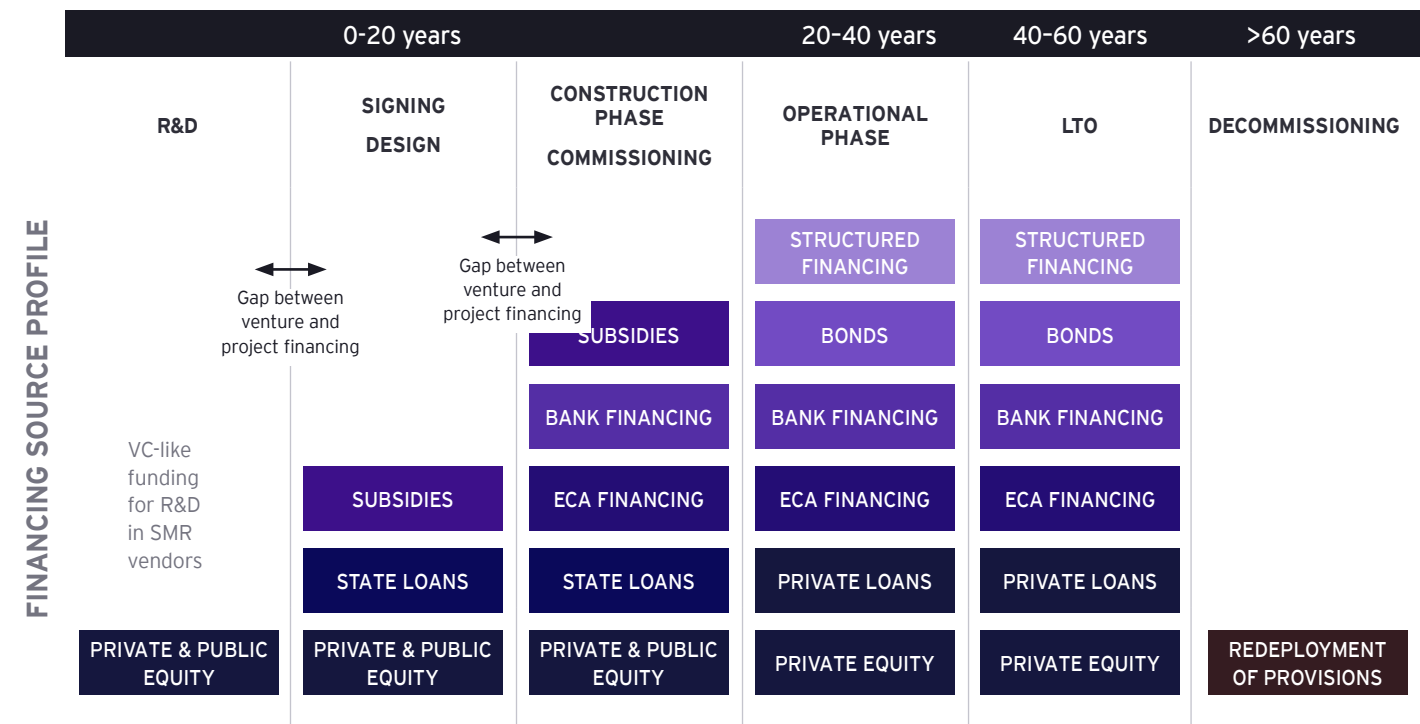 0-20 years
20-40 years
40-60 years
>60 years
R&D
SIGNING
DESIGN
CONSTRUCTION
PHASE
COMMISSIONING
OPERATIONAL
PHASE
LTO
DECOMMISSIONING
FINANCING SOURCE PROFILE
Gap between
venture and
project financing
Gap between
venture and
project financing
VC-like
funding
for R&D
in SMR
vendors
PRIVATE & PUBLIC
EQUITY
SUBSIDIES
STATE LOANS
PRIVATE & PUBLIC
EQUITY
SUBSIDIES
BANK FINANCING
ECA FINANCING
STATE LOANS
PRIVATE & PUBLIC
EQUITY
STRUCTURED
FINANCING
BONDS
BANK FINANCING
ECA FINANCING
PRIVATE LOANS
PRIVATE EQUITY
STRUCTURED
FINANCING
BONDS
BANK FINANCING
ECA FINANCING
PRIVATE LOANS
PRIVATE EQUITY
REDEPLOYMENT
OF PROVISIONS